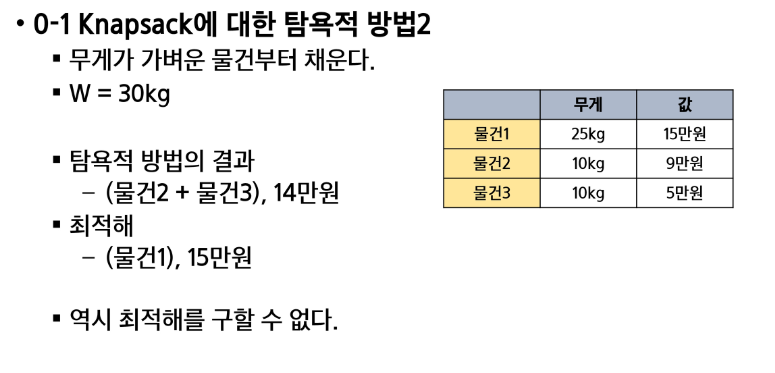 • 0-1 Knapsack에 대한 탐욕적 방법2
▪ 무게가 가벼운 물건부터 채운다.
▪ W = 30kg
무게 값
물건1 25kg 15만원
물건2 10kg 9만원
물건3 10kg 5만원
▪ 탐욕적 방법의 결과
– (물건2 + 물건3), 14만원
▪ 최적해
– (물건1), 15만원
▪ 역시 최적해를 구할 수 없다.